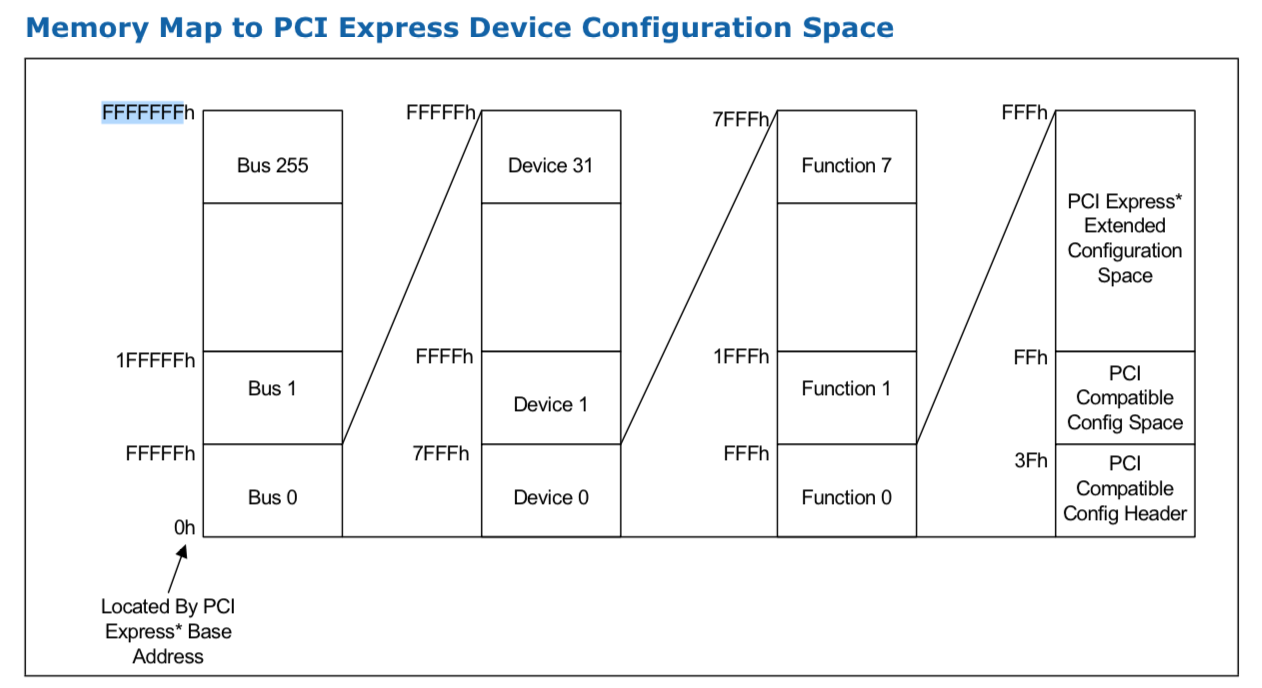 Memory Map to PCI Express Device Configuration Space
FFFFFFFh
Bus 255
1FFFFFh
Bus 1
FFFFFh
Bus 0
0h
Located By PCI
Express* Base
Address
FFFFFh
Device 31
FFFFh
Device 1
7FFFh
Device 0
7FFFh
Function 7
1FFFh
Function 1
FFFh
Function 0
FFFh
PCI Express*
Extended
Configuration
Space
FFh
PCI
Compatible
Config Space
3Fh
PCI
Compatible
Config Header